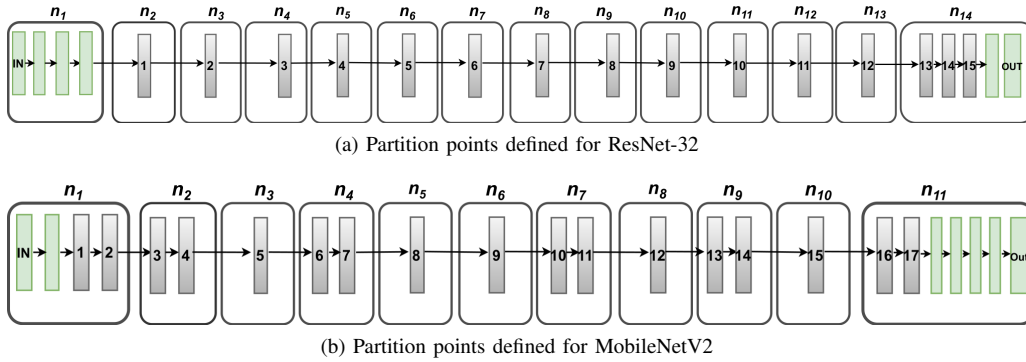 n1 n2 n3 n4 n5 n6 n7 n8 n9 n10 n11 n12 n13 n14
IN 1 2 3 4 5 6 7 8 9 10 11 12 13 14 15 OUT
(a) Partition points defined for ResNet-32
n1 n2 n3 n4 n5 n6 n7 n8 n9 n10 n11
IN 1 2 3 4 5 6 7 8 9 10 11 12 13 14 15 16 17 Out
(b) Partition points defined for MobileNetV2